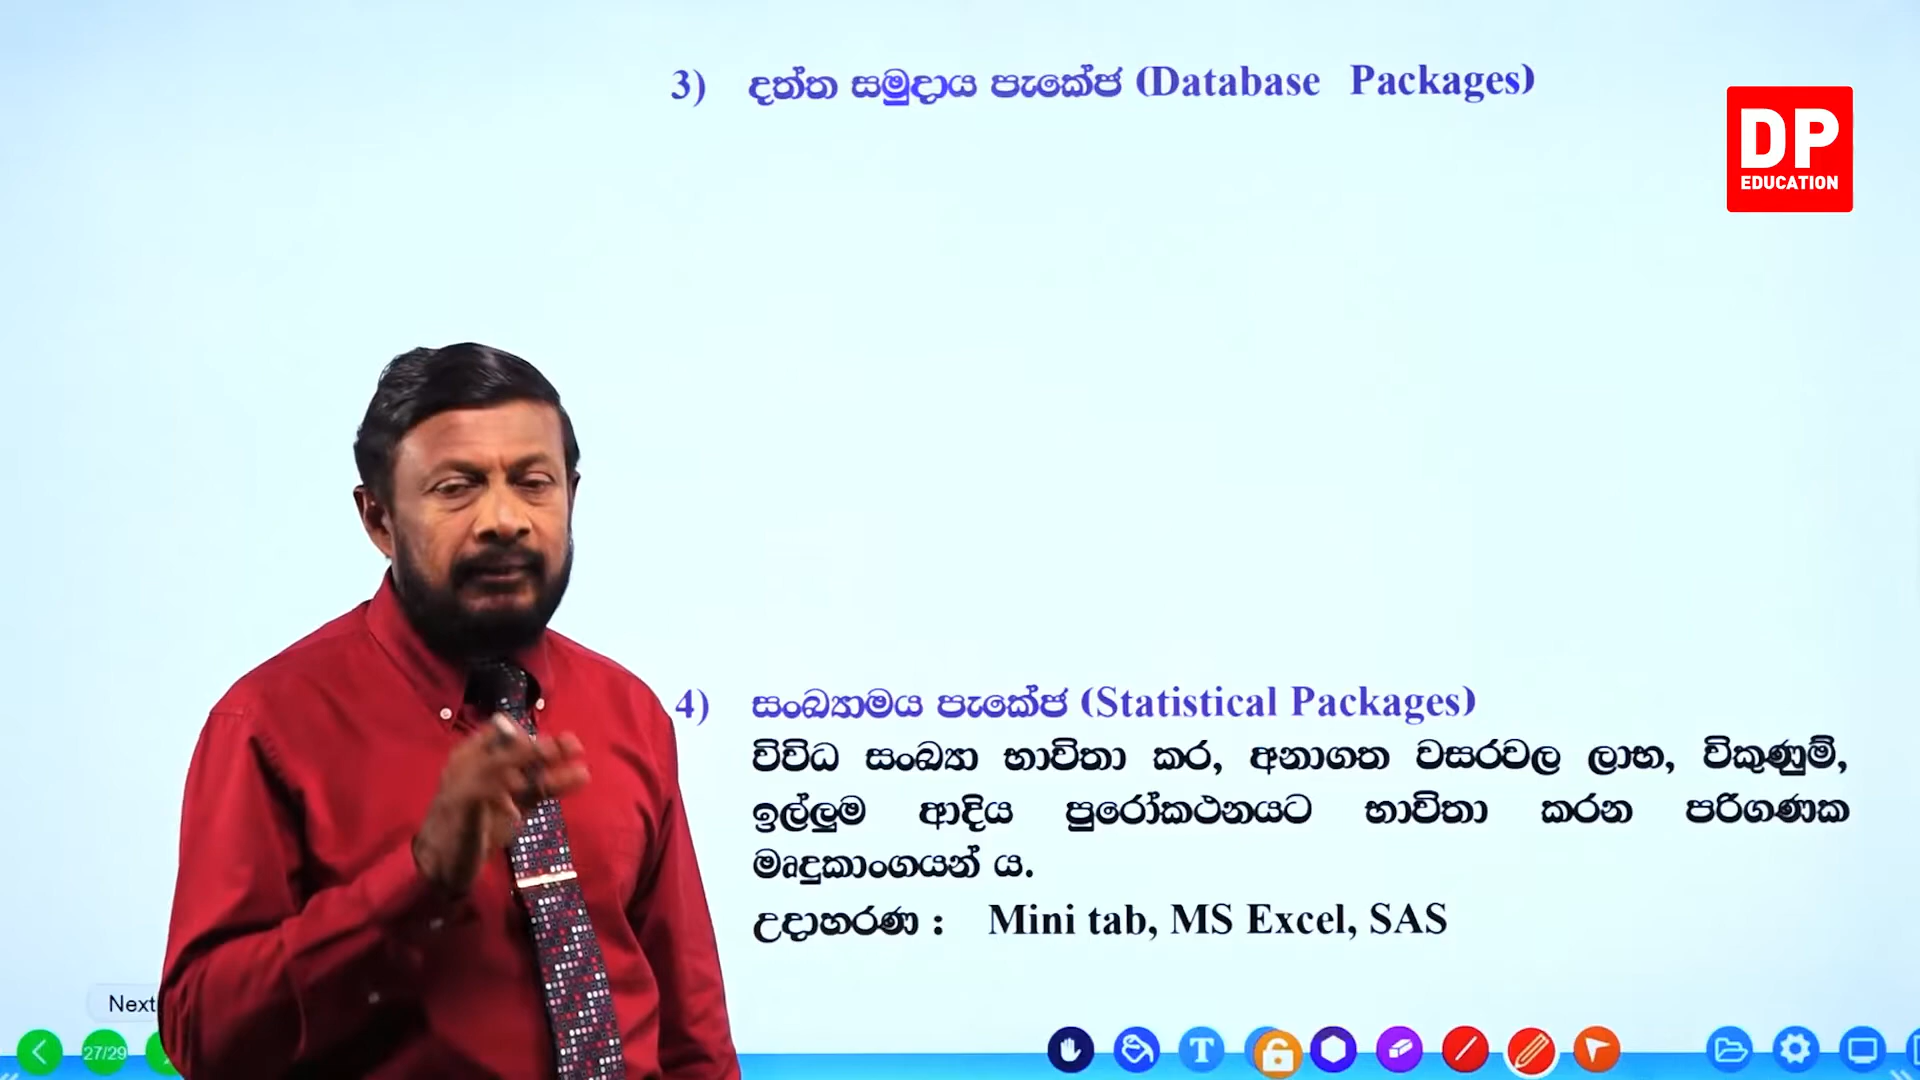 3) දත්ත සමුදාය පැකේජ (Database Packages)
DP
EDUCATION
4) සංඛ්‍යාමය පැකේජ (Statistical Packages)
විවිධ සංඛ්‍යා භාවිතා කර, අනාගත වසරවල ලාභ, විකුණුම්,
ඉල්ලුම ආදිය පුරෝකථනයට භාවිතා කරන පරිගණක
මෘදුකාංගයන් ය.
උදාහරණ : Mini tab, MS Excel, SAS
Next
27/29
T